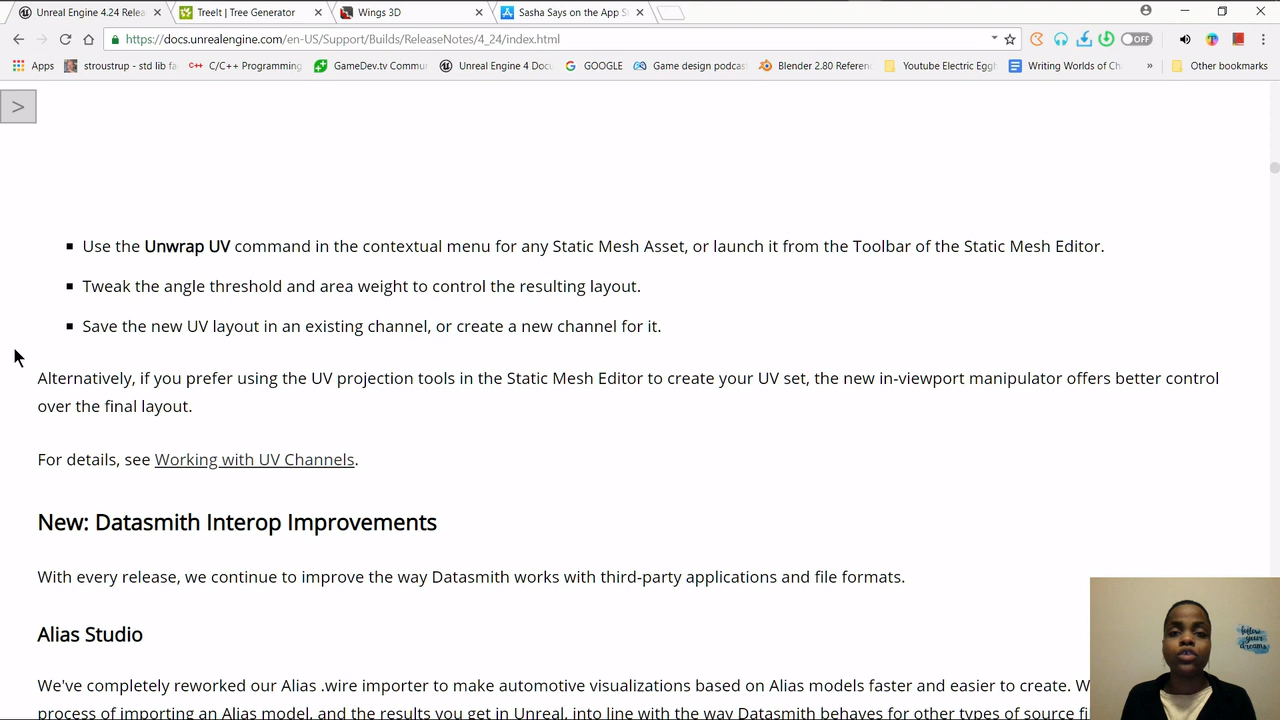 Unreal Engine 4.24 Relea
TreeIt | Tree Generator
Wings 3D
Sasha Says on the App S
https://docs.unrealengine.com/en-US/Support/Builds/ReleaseNotes/4_24/index.html
OFF
Apps
stroustrup - std lib fa
C/C++ Programming
GameDev.tv Commu
Unreal Engine 4 Docu
GOOGLE
Game design podcas
Blender 2.80 Referen
Youtube Electric Eggl
Writing Worlds of Ch
»
Other bookmarks
>
Use the Unwrap UV command in the contextual menu for any Static Mesh Asset, or launch it from the Toolbar of the Static Mesh Editor.
Tweak the angle threshold and area weight to control the resulting layout.
Save the new UV layout in an existing channel, or create a new channel for it.
Alternatively, if you prefer using the UV projection tools in the Static Mesh Editor to create your UV set, the new in-viewport manipulator offers better control
over the final layout.
For details, see Working with UV Channels.
New: Datasmith Interop Improvements
With every release, we continue to improve the way Datasmith works with third-party applications and file formats.
Alias Studio
We've completely reworked our Alias .wire importer to make automotive visualizations based on Alias models faster and easier to create. W
process of importing an Alias model, and the results you get in Unreal, into line with the way Datasmith behaves for other types of source fi
follow
your
dreams